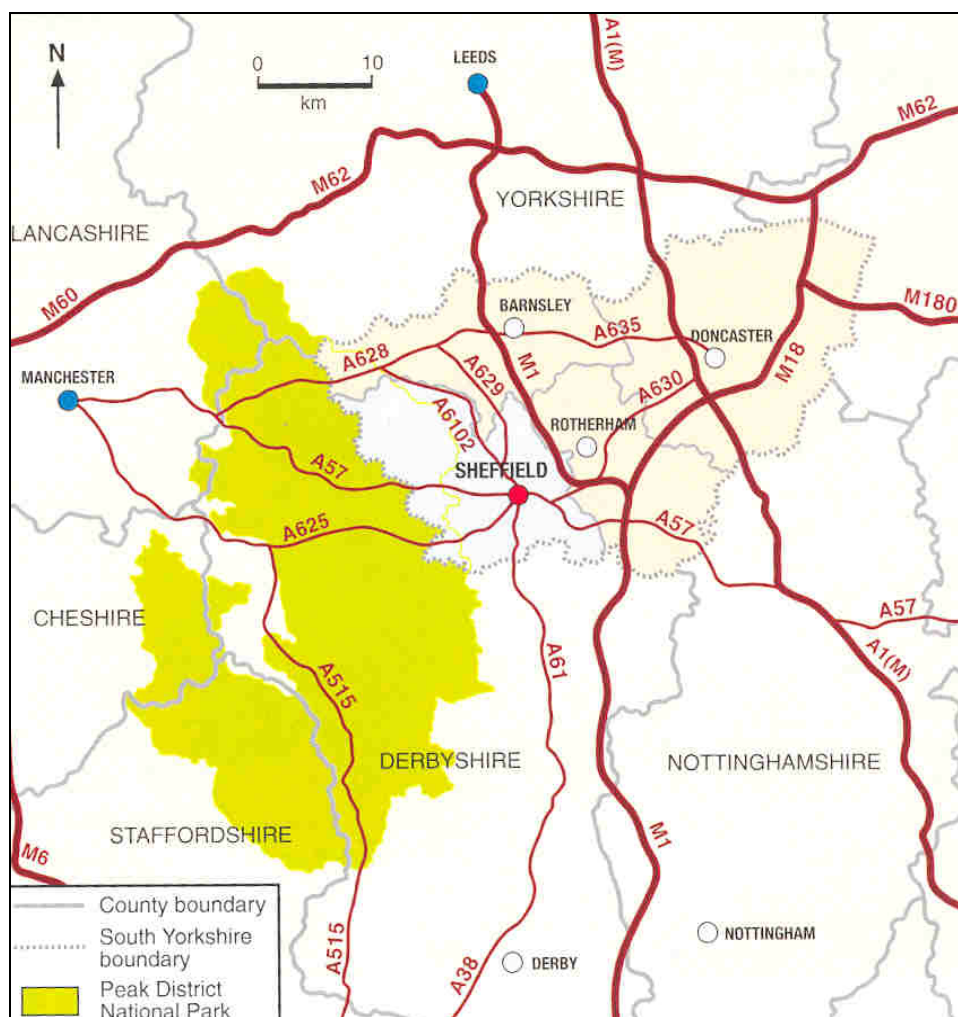 A1(M)
N
LEEDS
0 10
km
M62
M62
YORKSHIRE
LANCASHIRE
M60
A1(M)
BARNSLEY
A635
M180
DONCASTER
A628
M1
M18
MANCHESTER
A629
A630
A6102
ROTHERHAM
A57
SHEFFIELD
A625
A57
CHESHIRE
A57
A61
A1(M)
A515
DERBYSHIRE
NOTTINGHAMSHIRE
STAFFORDSHIRE
M1
M6
County boundary
South Yorkshire
boundary
Peak District
National Park
A515
A38
DERBY
NOTTINGHAM